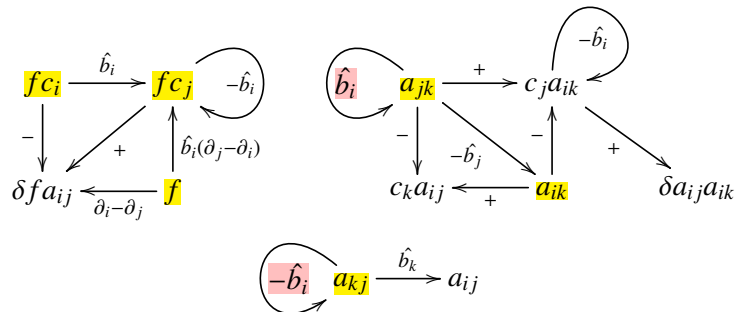 $-\hat{b}_i$
$fc_i$ $\hat{b}_i$ $fc_j$ $-\hat{b}_i$ $\hat{b}_i$ $a_{jk}$ $+$ $c_j a_{ik}$
$-$ $+$ $\hat{b}_i(\partial_j - \partial_i)$ $-$ $-\hat{b}_j$ $-$ $+$
$\delta f a_{ij}$ $\partial_i - \partial_j$ $f$ $c_k a_{ij}$ $+$ $a_{ik}$ $\delta a_{ij} a_{ik}$
$-\hat{b}_i$ $a_{kj}$ $\hat{b}_k$ $a_{ij}$